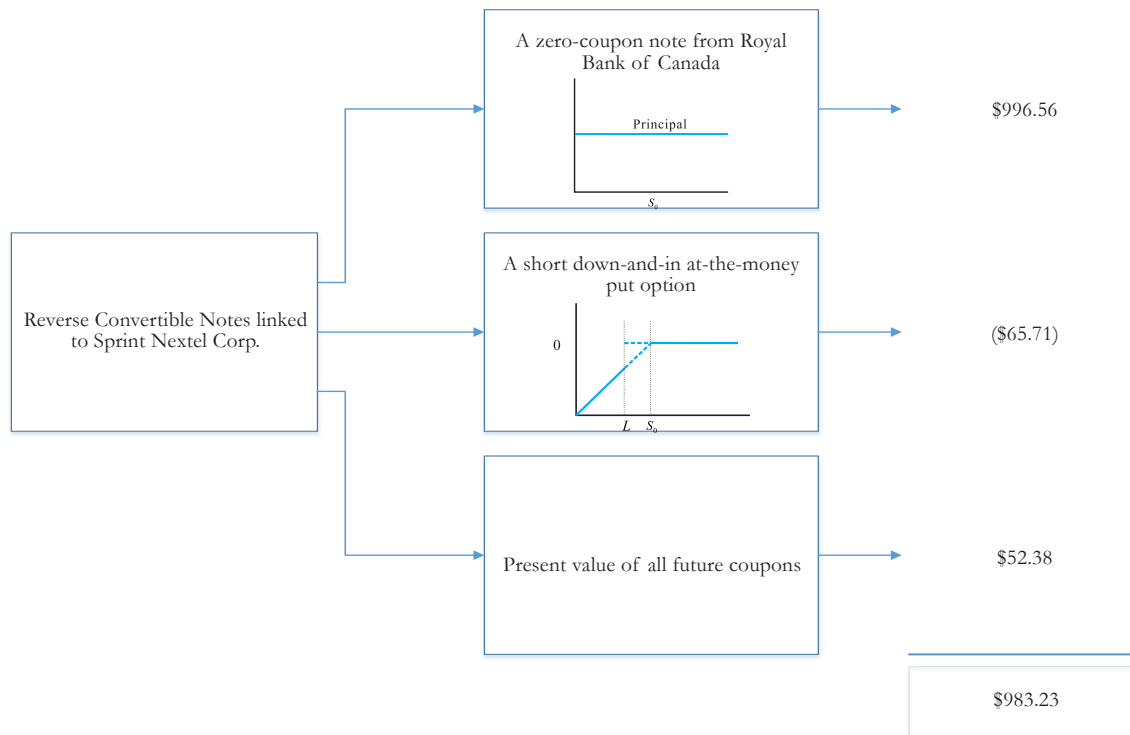 A zero-coupon note from Royal
Bank of Canada
Principal
S₀
$996.56
Reverse Convertible Notes linked
to Sprint Nextel Corp.
A short down-and-in at-the-money
put option
0
L S₀
($65.71)
Present value of all future coupons
$52.38
$983.23